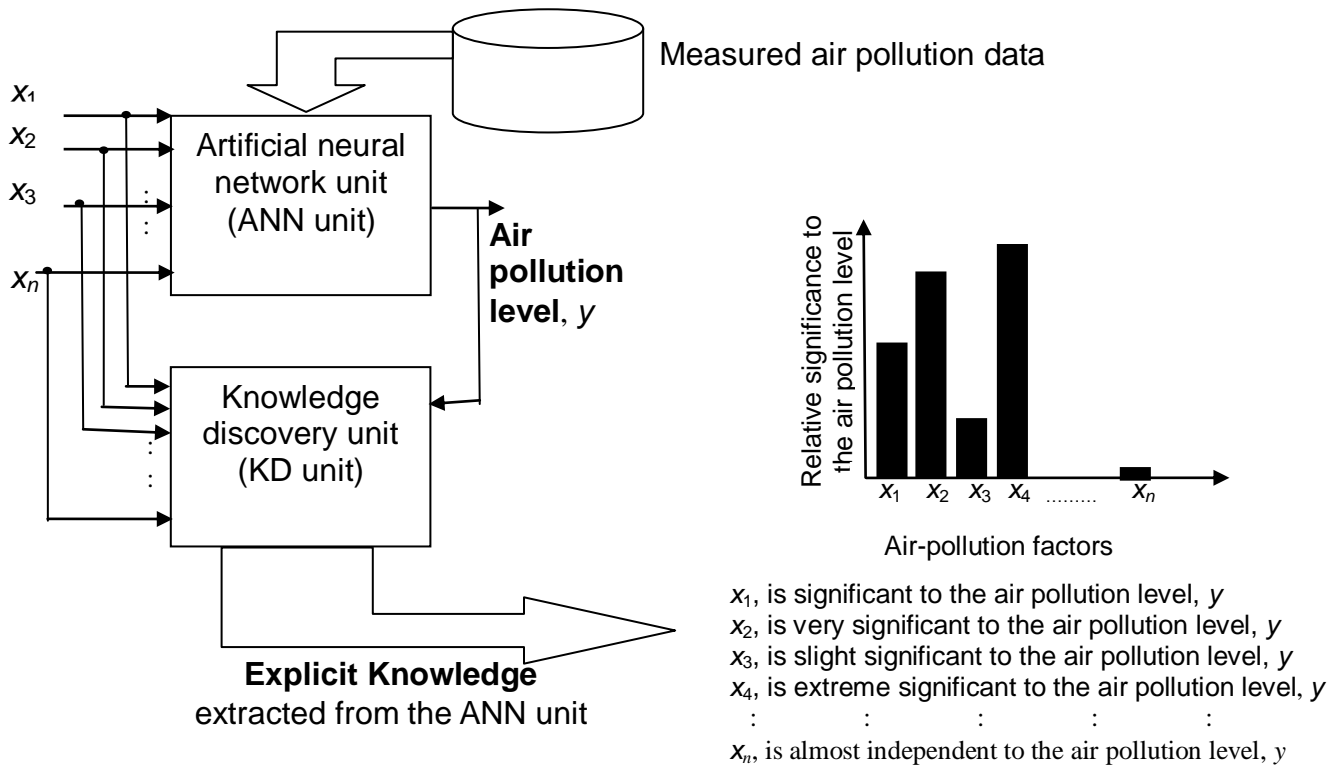 Measured air pollution data
x₁
x₂
x₃
xₙ
:
:
Artificial neural
network unit
(ANN unit)
Air
pollution
level, y
Knowledge
discovery unit
(KD unit)
:
:
Explicit Knowledge
extracted from the ANN unit
Relative significance to
the air pollution level
x₁ x₂ x₃ x₄ ......... xₙ
Air-pollution factors
x₁, is significant to the air pollution level, y
x₂, is very significant to the air pollution level, y
x₃, is slight significant to the air pollution level, y
x₄, is extreme significant to the air pollution level, y
: : : : :
xₙ, is almost independent to the air pollution level, y